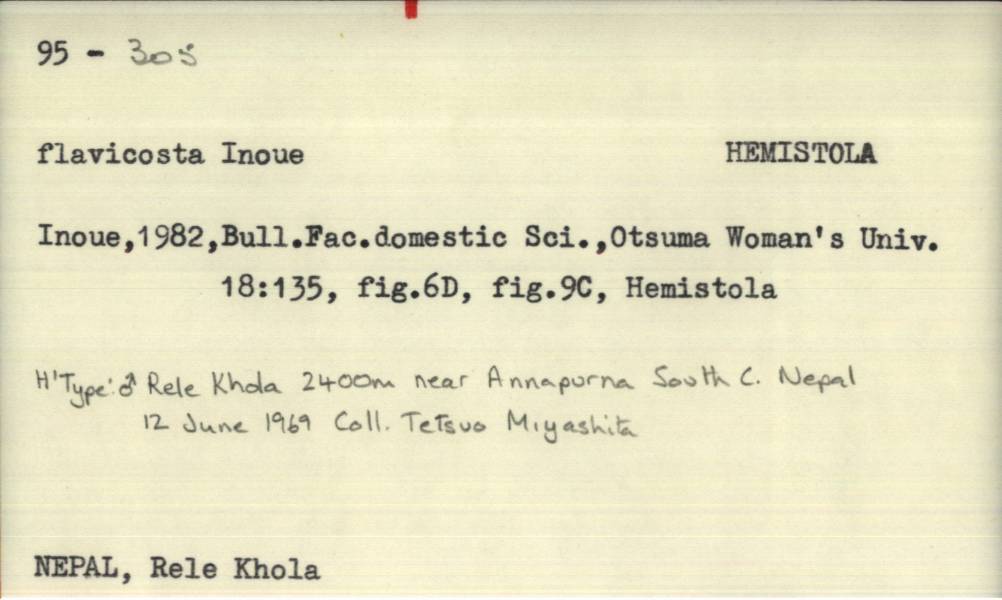 95 - 305
flavicosta Inoue HEMISTOLA
Inoue,1982,Bull.Fac.domestic Sci.,Otsuma Woman's Univ.
18:135, fig.6D, fig.9C, Hemistola
H'Type: ♂ Rele Khola 2400m near Annapurna South C. Nepal
12 June 1969 Coll. Tetsuo Miyashita
NEPAL, Rele Khola